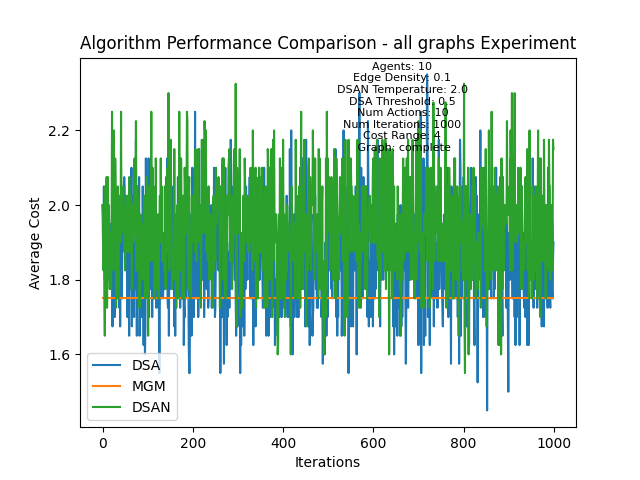 Algorithm Performance Comparison - all graphs Experiment
Agents: 10
Edge Density: 0.1
DSAN Temperature: 2.0
DSA Threshold: 0.5
Num Actions: 10
Num Iterations: 1000
Cost Range: 4
Graph: complete
2.2
2.0
1.8
1.6
Average Cost
DSA
MGM
DSAN
0 200 400 600 800 1000
Iterations